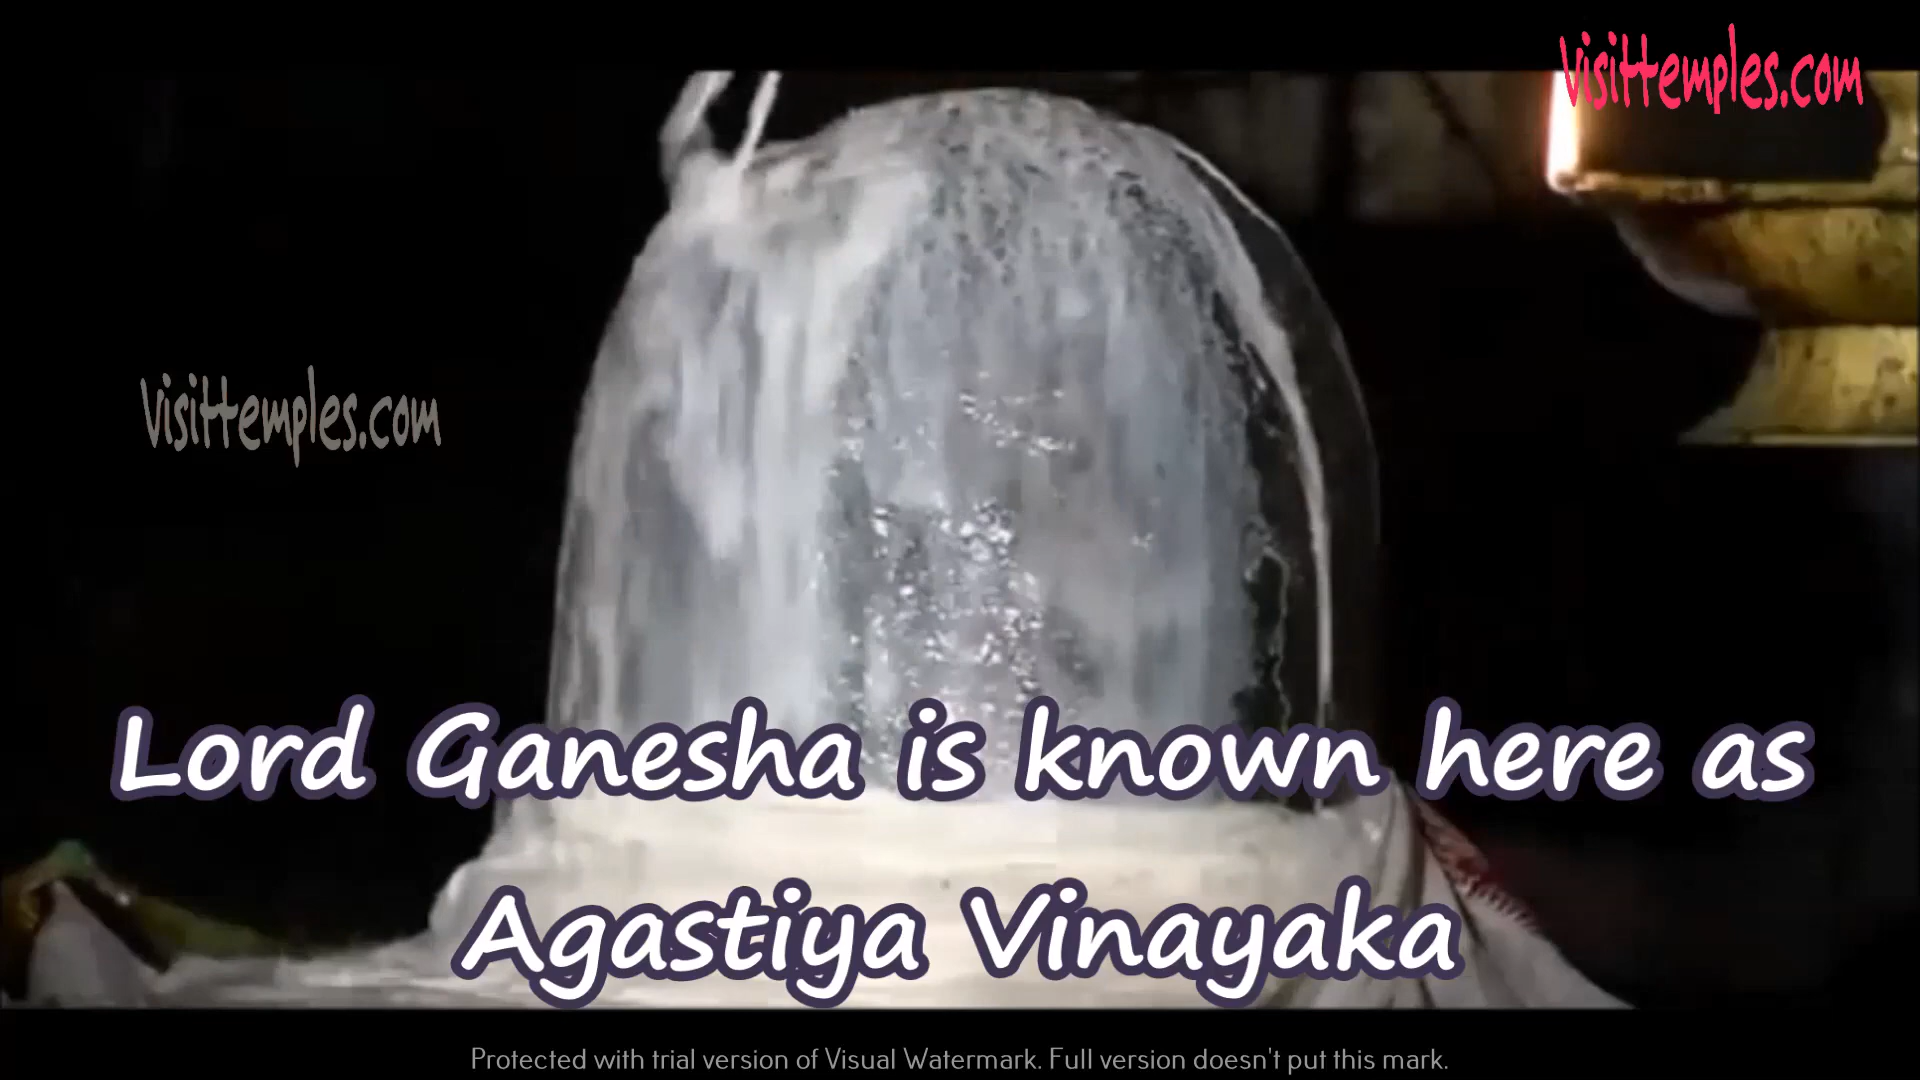 Visittemples.com
Visittemples.com
Lord Ganesha is known here as
Agastiya Vinayaka
Protected with trial version of Visual Watermark. Full version doesn't put this mark.